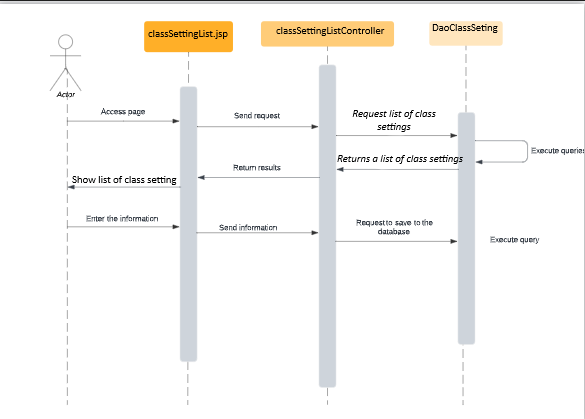 classSettingList.jsp
classSettingListController
DaoClassSeting
Actor
Access page
Send request
Request list of class
settings
Execute queries
Returns a list of class settings
Return results
Show list of class setting
Enter the information
Send information
Request to save to the
database
Execute query